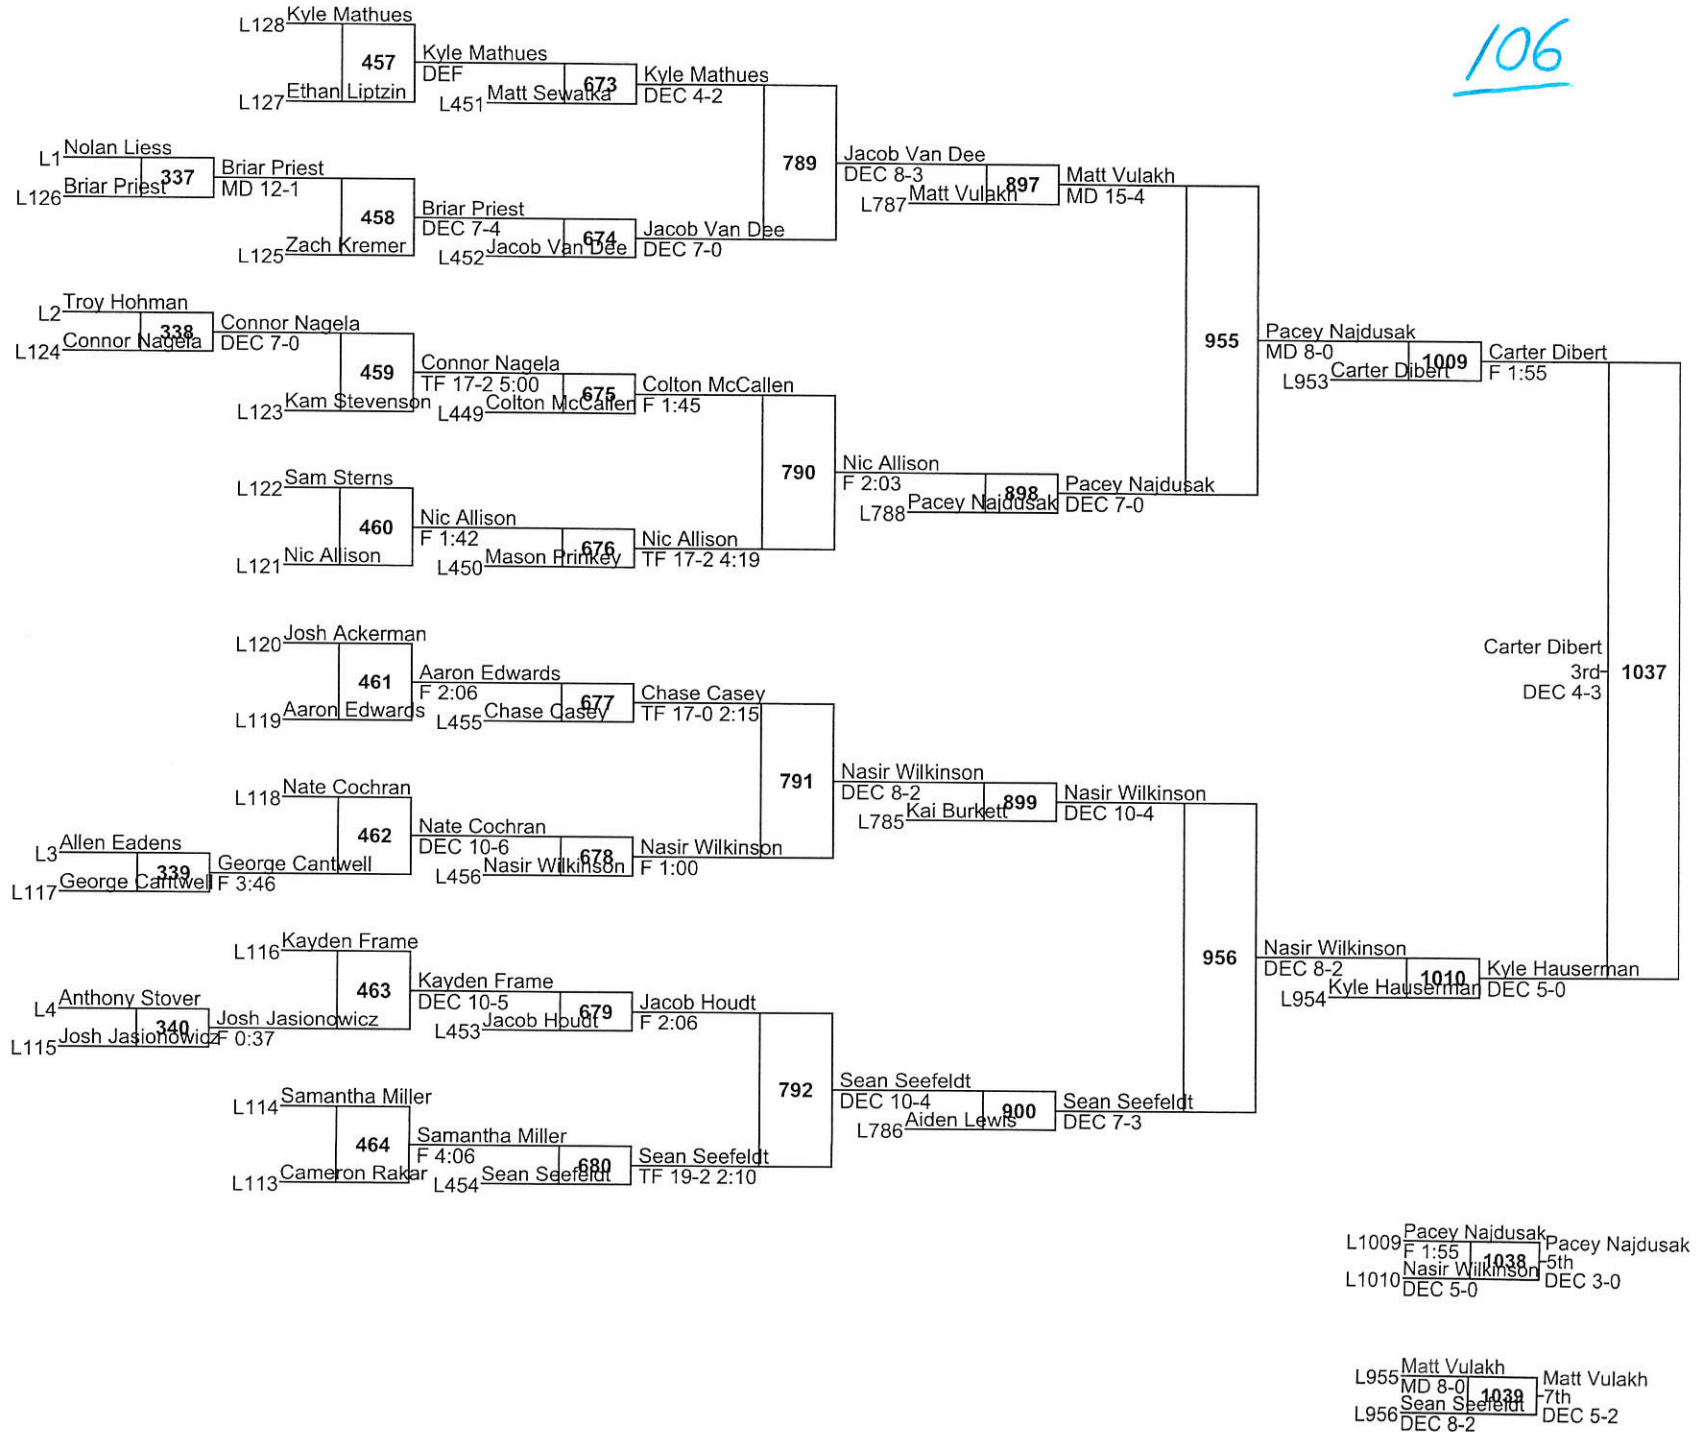 106
L128 Kyle Mathues
457
L127 Ethan Liptzin
Kyle Mathues
DEF
673
L451 Matt Sewatka
Kyle Mathues
DEC 4-2
L1 Nolan Liess
337
L126 Briar Priest
Briar Priest
MD 12-1
458
L125 Zach Kremer
Briar Priest
DEC 7-4
674
L452 Jacob Van Dee
Jacob Van Dee
DEC 7-0
789
Jacob Van Dee
DEC 8-3
897
L787 Matt Vulakh
Matt Vulakh
MD 15-4
L2 Troy Hohman
338
L124 Connor Nagela
Connor Nagela
DEC 7-0
459
L123 Kam Stevenson
Connor Nagela
TF 17-2 5:00
675
L449 Colton McCallen
Colton McCallen
F 1:45
L122 Sam Sterns
460
L121 Nic Allison
Nic Allison
F 1:42
676
L450 Mason Prinkey
Nic Allison
TF 17-2 4:19
790
Nic Allison
F 2:03
898
L788 Pacey Najdusak
Pacey Najdusak
DEC 7-0
955
Pacey Najdusak
MD 8-0
1009
L953 Carter Dibert
Carter Dibert
F 1:55
L120 Josh Ackerman
461
L119 Aaron Edwards
Aaron Edwards
F 2:06
677
L455 Chase Casey
Chase Casey
TF 17-0 2:15
L118 Nate Cochran
462
L3 Allen Eadens
339
L117 George Cantwell
George Cantwell
F 3:46
Nate Cochran
DEC 10-6
678
L456 Nasir Wilkinson
Nasir Wilkinson
F 1:00
791
Nasir Wilkinson
DEC 8-2
899
L785 Kai Burkett
Nasir Wilkinson
DEC 10-4
L116 Kayden Frame
463
L4 Anthony Stover
340
L115 Josh Jasionowicz
Josh Jasionowicz
F 0:37
Kayden Frame
DEC 10-5
679
L453 Jacob Houdt
Jacob Houdt
F 2:06
L114 Samantha Miller
464
L113 Cameron Rakar
Samantha Miller
F 4:06
680
L454 Sean Seefeldt
Sean Seefeldt
TF 19-2 2:10
792
Sean Seefeldt
DEC 10-4
900
L786 Aiden Lewis
Sean Seefeldt
DEC 7-3
956
Nasir Wilkinson
DEC 8-2
1010
L954 Kyle Hauserman
Kyle Hauserman
DEC 5-0
Carter Dibert
3rd
DEC 4-3
1037
L1009 Pacey Najdusak
F 1:55
1038
L1010 Nasir Wilkinson
DEC 5-0
Pacey Najdusak
5th
DEC 3-0
L955 Matt Vulakh
MD 8-0
1039
L956 Sean Seefeldt
DEC 8-2
Matt Vulakh
7th
DEC 5-2